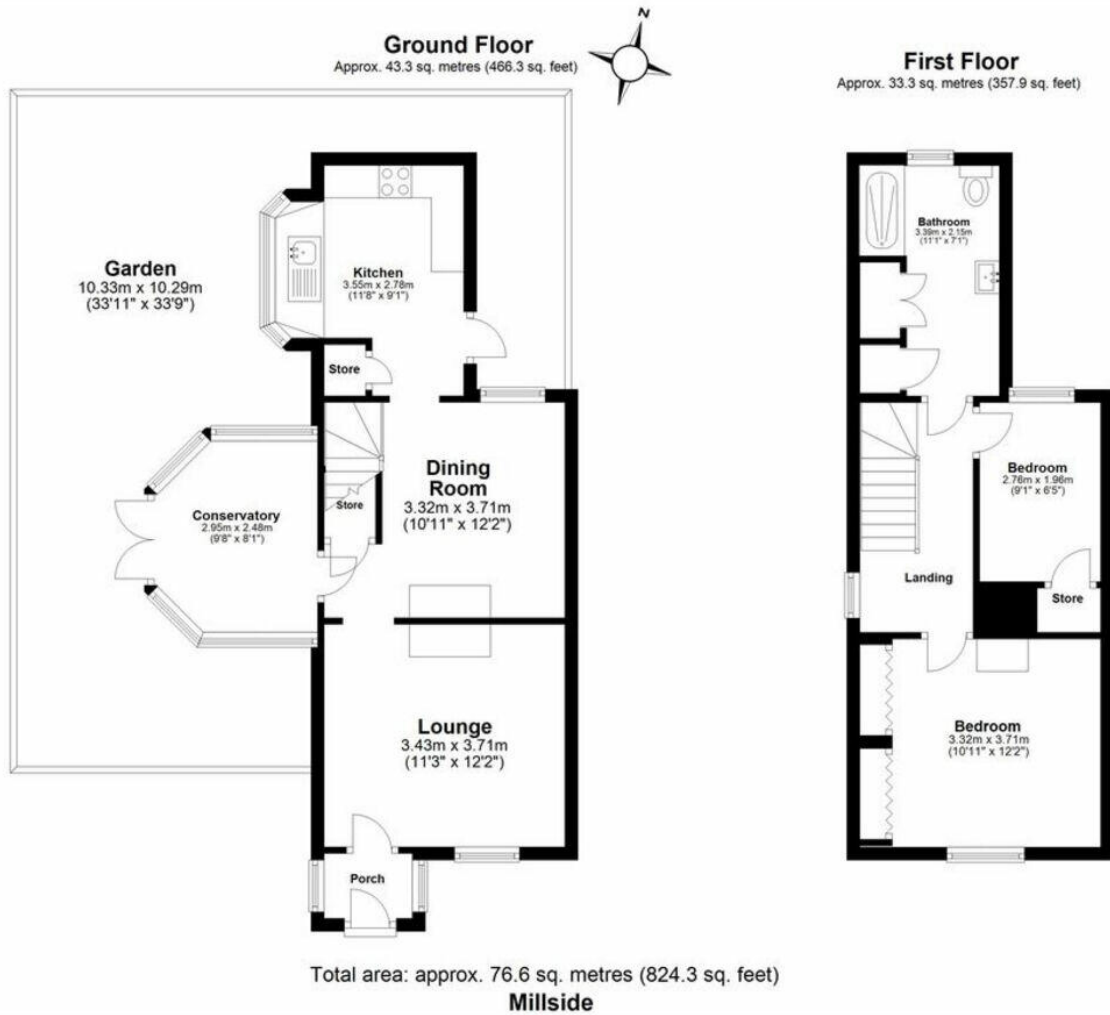 N
Ground Floor
Approx. 43.3 sq. metres (466.3 sq. feet)
First Floor
Approx. 33.3 sq. metres (357.9 sq. feet)
Garden
10.33m x 10.29m
(33'11" x 33'9")
Kitchen
3.55m x 2.78m
(11'8" x 9'1")
Store
Dining
Room
3.32m x 3.71m
(10'11" x 12'2")
Store
Conservatory
2.95m x 2.48m
(9'8" x 8'1")
Lounge
3.43m x 3.71m
(11'3" x 12'2")
Porch
Bathroom
3.39m x 2.15m
(11'1" x 7'1")
Bedroom
2.76m x 1.96m
(9'1" x 6'5")
Landing
Store
Bedroom
3.32m x 3.71m
(10'11" x 12'2")
Total area: approx. 76.6 sq. metres (824.3 sq. feet)
Millside